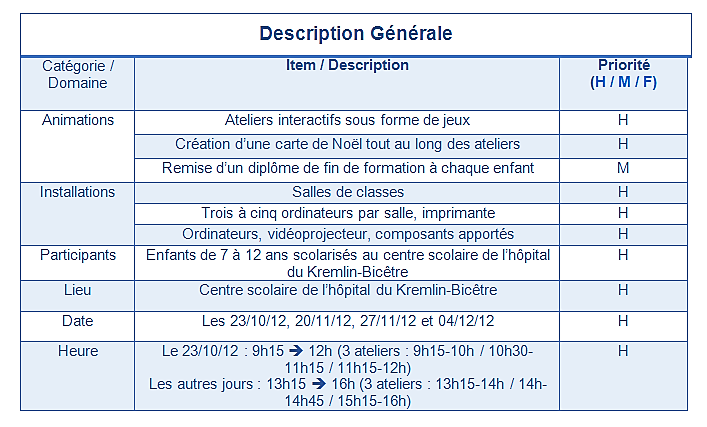 Description Générale
Catégorie / Domaine
Item / Description
Priorité
(H / M / F)
Animations
Ateliers interactifs sous forme de jeux
H
Création d'une carte de Noël tout au long des ateliers
H
Remise d'un diplôme de fin de formation à chaque enfant
M
Installations
Salles de classes
H
Trois à cinq ordinateurs par salle, imprimante
H
Ordinateurs, vidéoprojecteur, composants apportés
H
Participants
Enfants de 7 à 12 ans scolarisés au centre scolaire de l'hôpital
du Kremlin-Bicêtre
H
Lieu
Centre scolaire de l'hôpital du Kremlin-Bicêtre
H
Date
Les 23/10/12, 20/11/12, 27/11/12 et 04/12/12
H
Heure
Le 23/10/12 : 9h15 ➔ 12h (3 ateliers : 9h15-10h / 10h30-
11h15 / 11h15-12h)
Les autres jours : 13h15 ➔ 16h (3 ateliers : 13h15-14h / 14h-
14h45 / 15h15-16h)
H